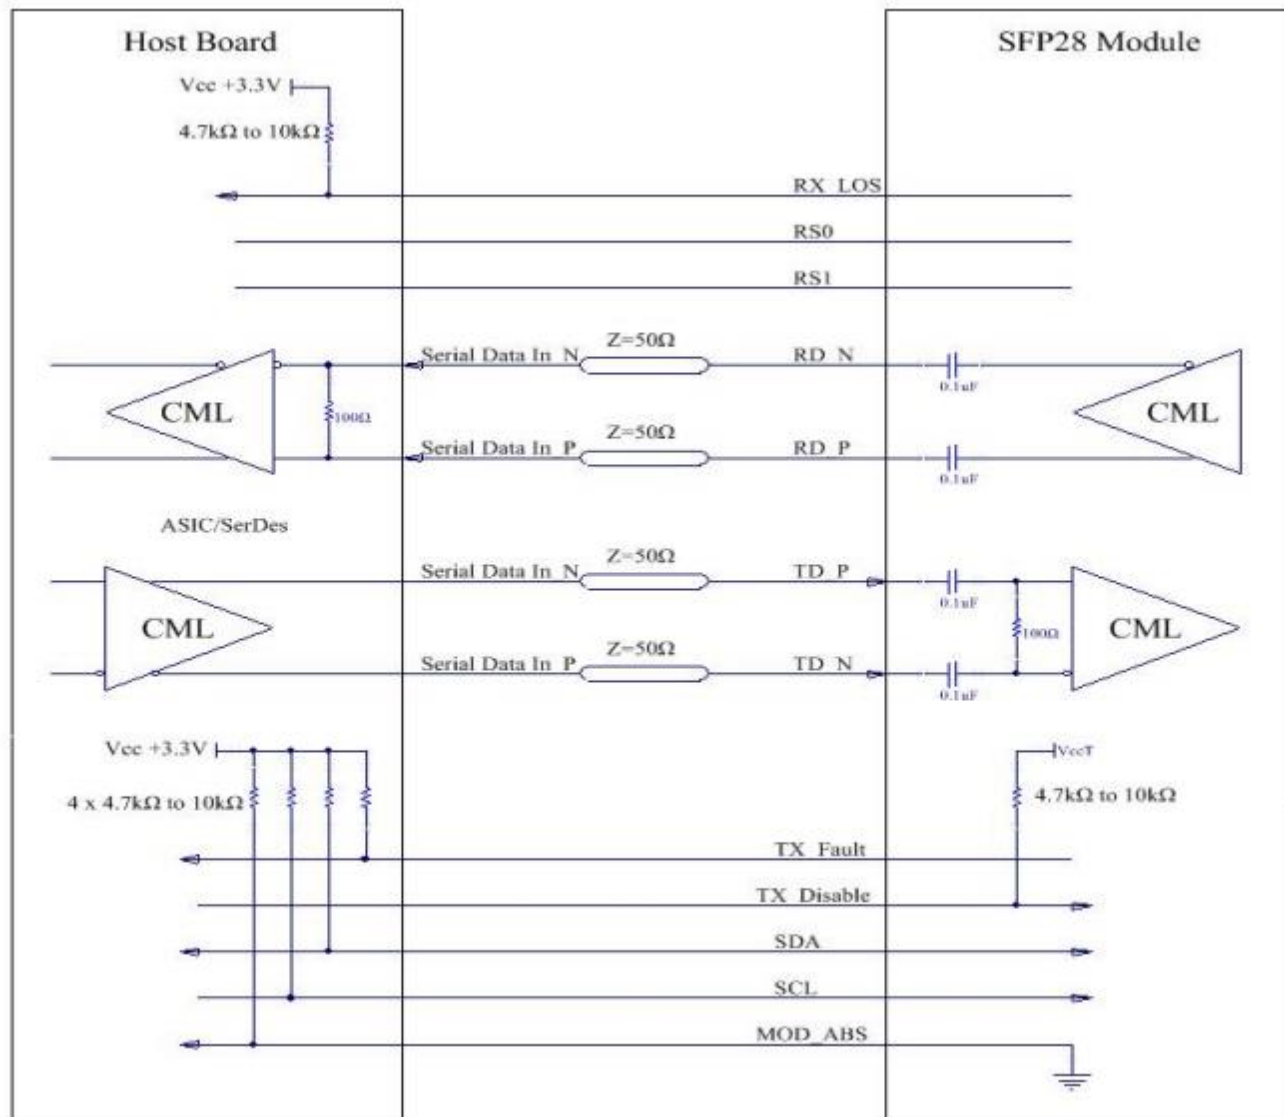 Host Board
SFP28 Module
Vcc +3.3V
4.7kΩ to 10kΩ
RX_LOS
RS0
RS1
Serial Data In_N
Z=50Ω
RD_N
0.1uF
CML
100Ω
CML
Serial Data In_P
Z=50Ω
RD_P
0.1uF
ASIC/SerDes
Serial Data In_N
Z=50Ω
TD_P
0.1uF
CML
100Ω
CML
Serial Data In_P
Z=50Ω
TD_N
0.1uF
Vcc +3.3V
VccT
4 x 4.7kΩ to 10kΩ
4.7kΩ to 10kΩ
TX_Fault
TX_Disable
SDA
SCL
MOD_ABS